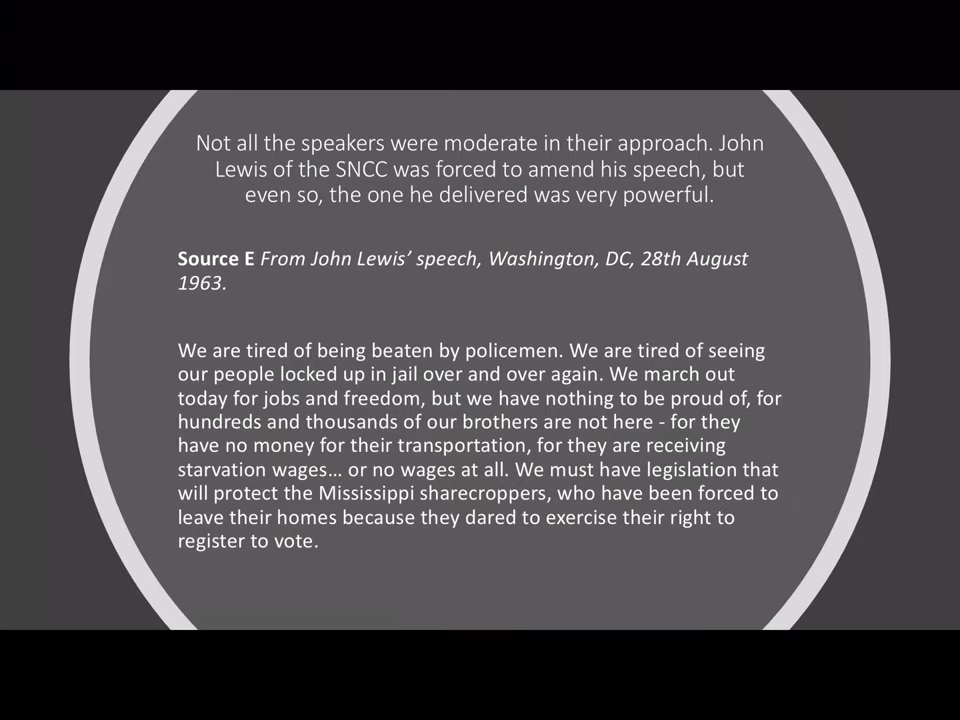 Not all the speakers were moderate in their approach. John
Lewis of the SNCC was forced to amend his speech, but
even so, the one he delivered was very powerful.
Source E From John Lewis’ speech, Washington, DC, 28th August
1963.
We are tired of being beaten by policemen. We are tired of seeing
our people locked up in jail over and over again. We march out
today for jobs and freedom, but we have nothing to be proud of, for
hundreds and thousands of our brothers are not here - for they
have no money for their transportation, for they are receiving
starvation wages… or no wages at all. We must have legislation that
will protect the Mississippi sharecroppers, who have been forced to
leave their homes because they dared to exercise their right to
register to vote.